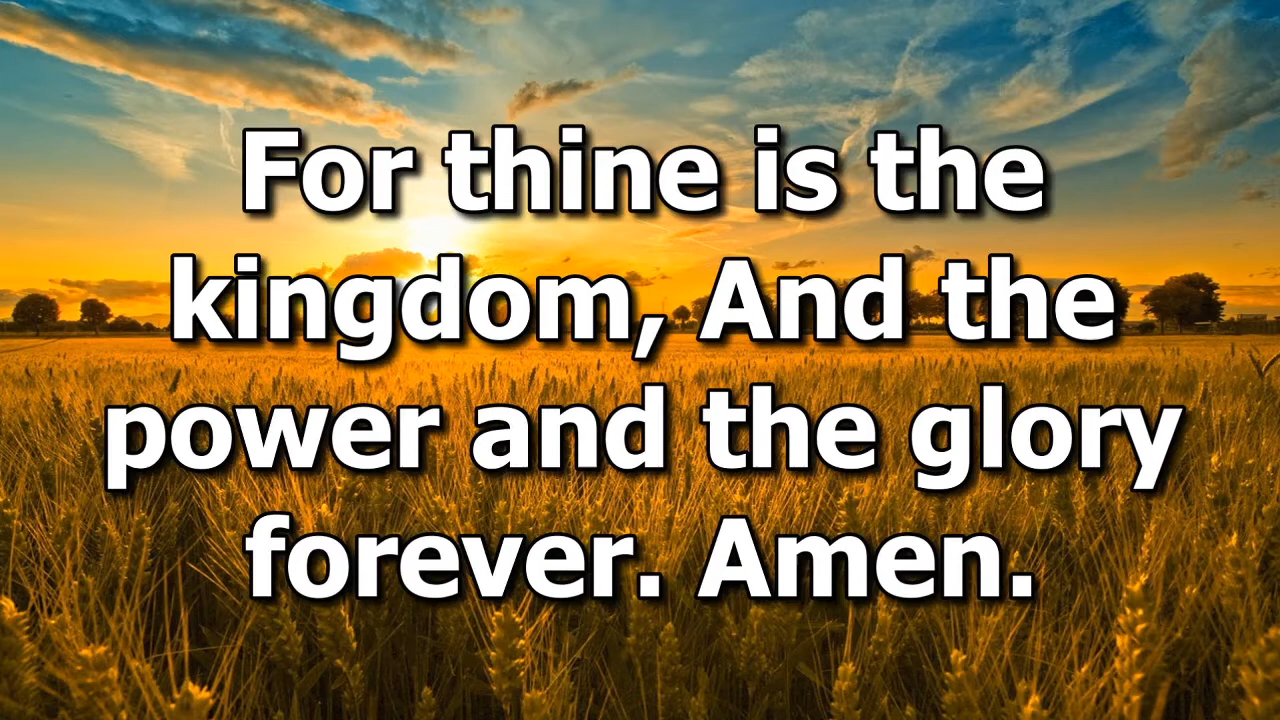 For thine is the
kingdom, And the
power and the glory
forever. Amen.